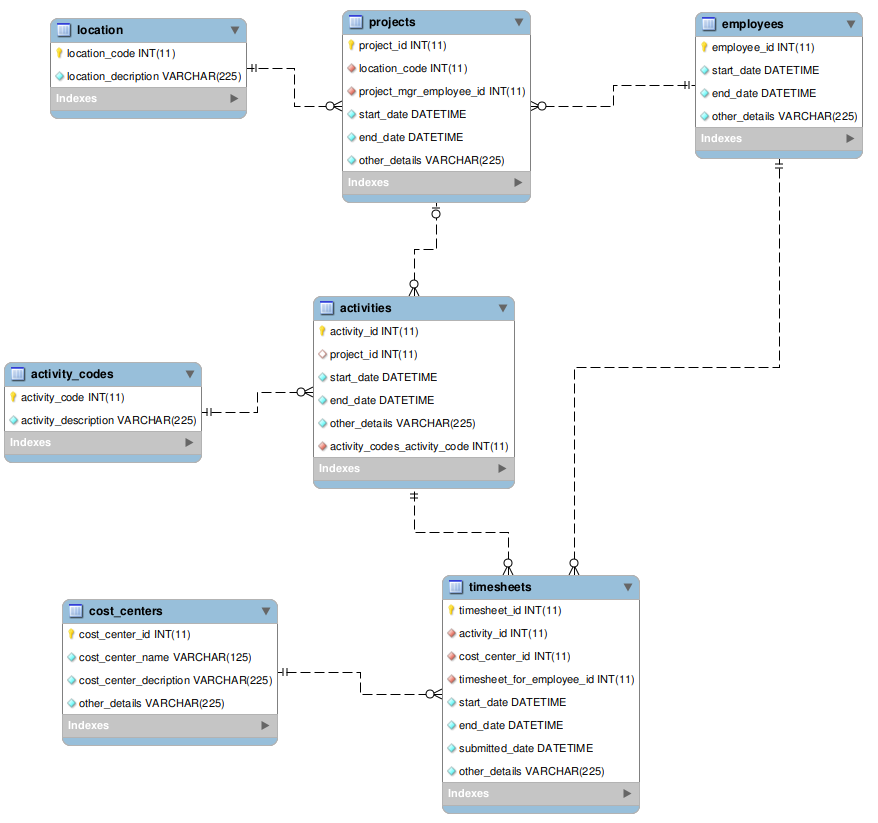 location
location_code INT(11)
location_decription VARCHAR(225)
Indexes
projects
project_id INT(11)
location_code INT(11)
project_mgr_employee_id INT(11)
start_date DATETIME
end_date DATETIME
other_details VARCHAR(225)
Indexes
employees
employee_id INT(11)
start_date DATETIME
end_date DATETIME
other_details VARCHAR(225)
Indexes
activities
activity_id INT(11)
project_id INT(11)
start_date DATETIME
end_date DATETIME
other_details VARCHAR(225)
activity_codes_activity_code INT(11)
Indexes
activity_codes
activity_code INT(11)
activity_description VARCHAR(225)
Indexes
timesheets
timesheet_id INT(11)
activity_id INT(11)
cost_center_id INT(11)
timesheet_for_employee_id INT(11)
start_date DATETIME
end_date DATETIME
submitted_date DATETIME
other_details VARCHAR(225)
Indexes
cost_centers
cost_center_id INT(11)
cost_center_name VARCHAR(125)
cost_center_decription VARCHAR(225)
other_details VARCHAR(225)
Indexes